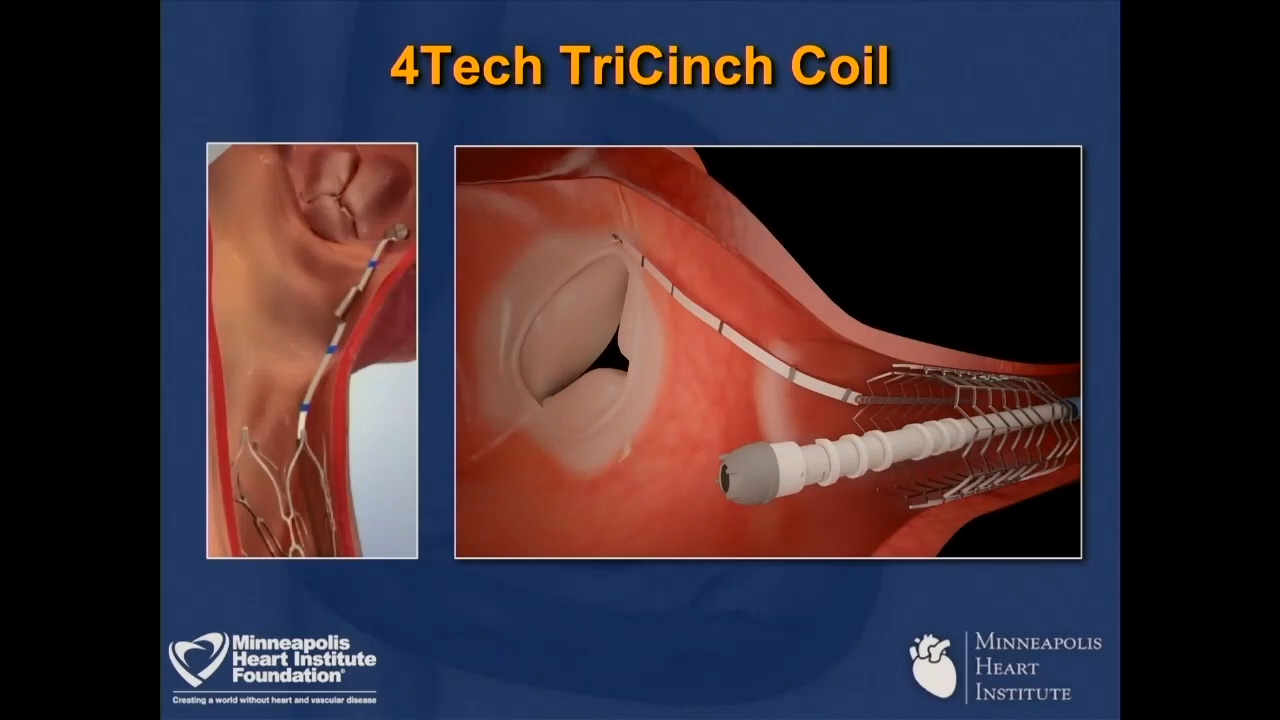 4Tech TriCinch Coil
Minneapolis
Heart Institute
Foundation®
Creating a world without heart and vascular disease
MINNEAPOLIS
HEART
INSTITUTE